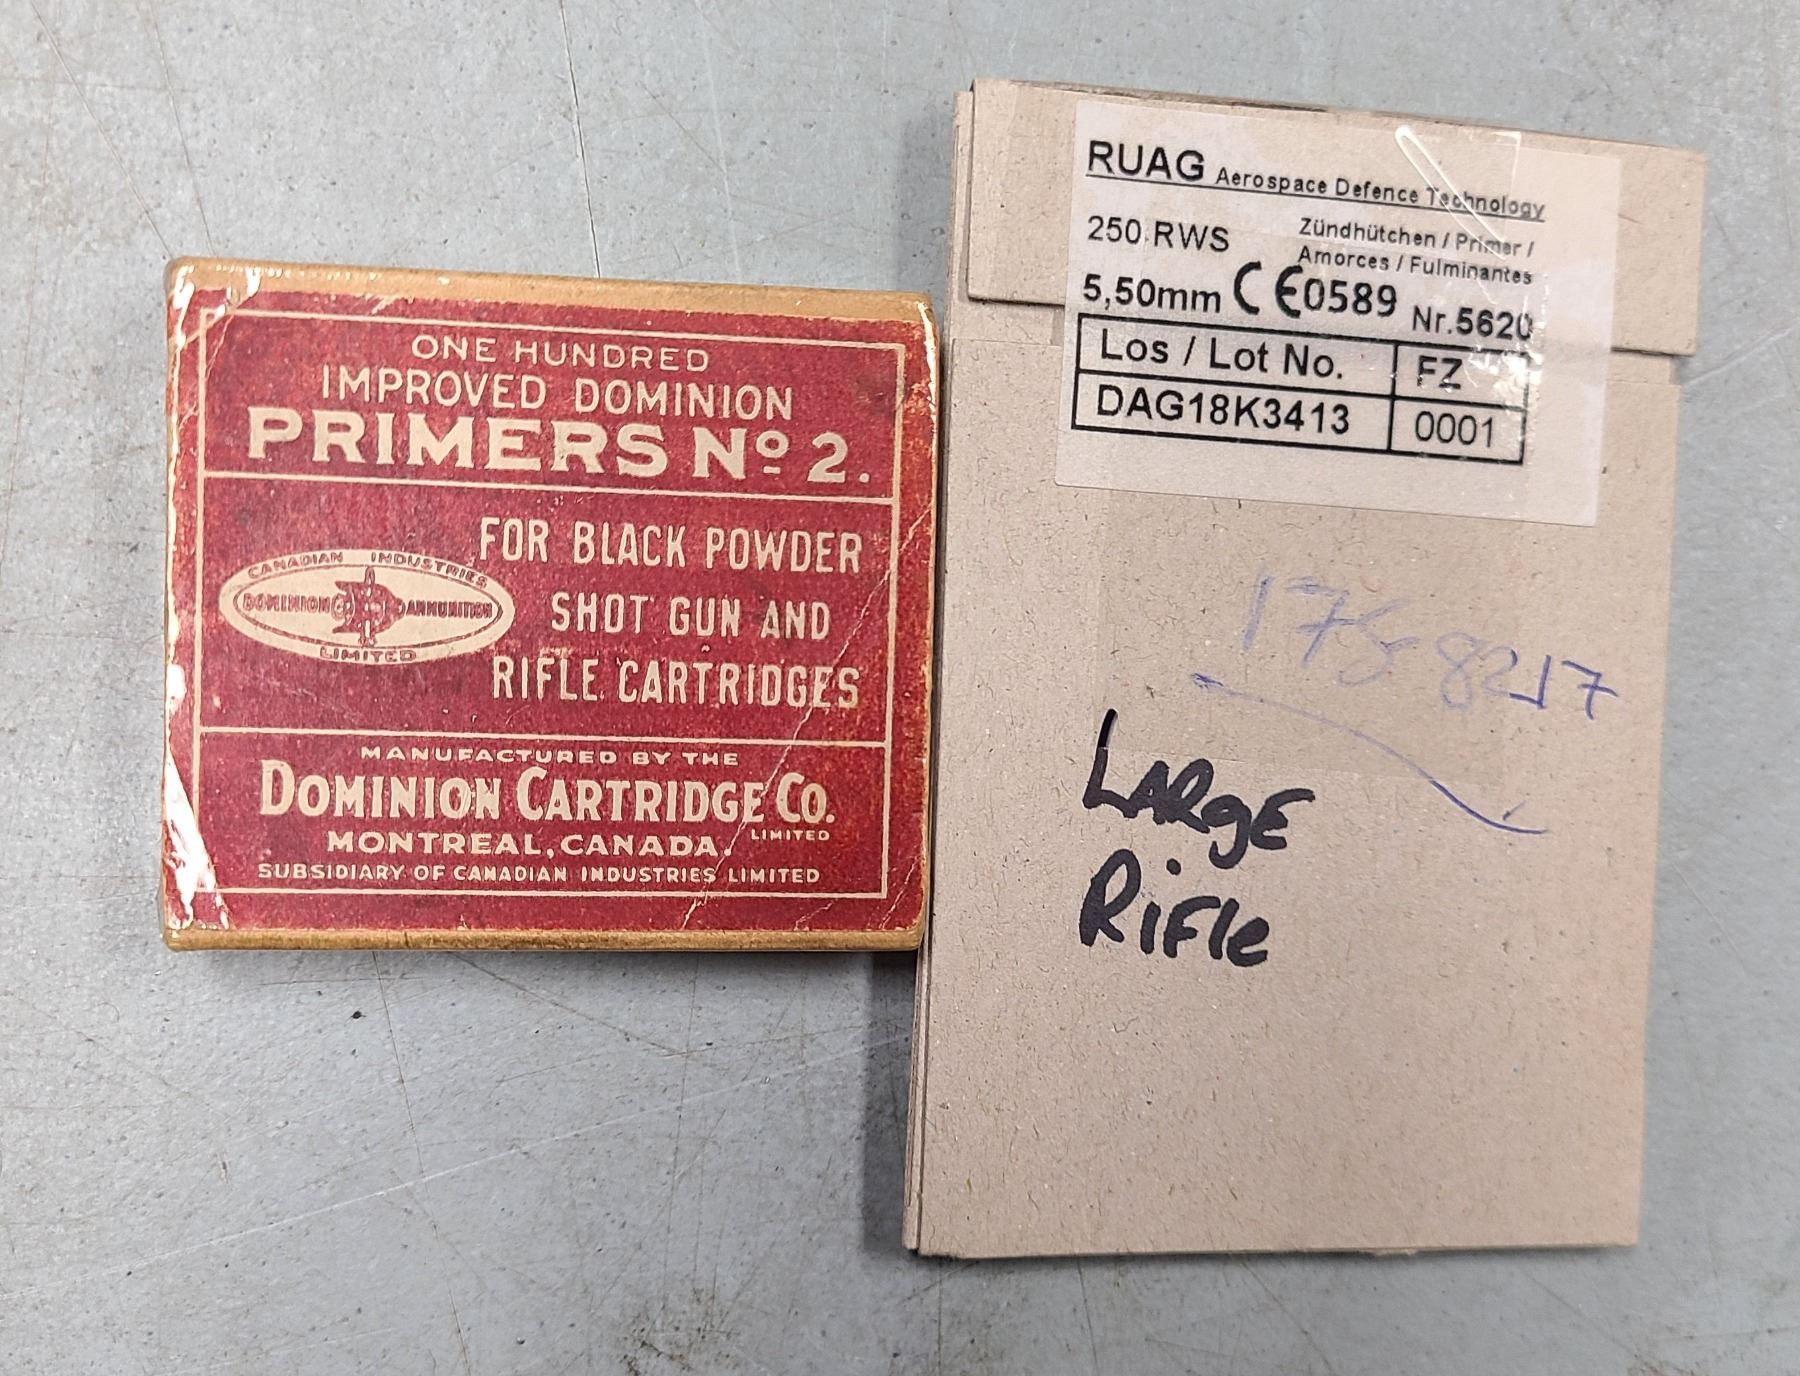 ONE HUNDRED
IMPROVED DOMINION
PRIMERS Nº 2.
FOR BLACK POWDER
SHOT GUN AND
RIFLE CARTRIDGES
CANADIAN INDUSTRIES
DOMINION AMMUNITION
LIMITED
MANUFACTURED BY THE
DOMINION CARTRIDGE CO.
LIMITED
MONTREAL, CANADA.
SUBSIDIARY OF CANADIAN INDUSTRIES LIMITED
RUAG Aerospace Defence Technology
250 RWS Zündhütchen / Primer /
Amorces / Fulminantes
5,50mm CE0589 Nr.5620
Los / Lot No. FZ
DAG18K3413 0001
LARgE
RiFle